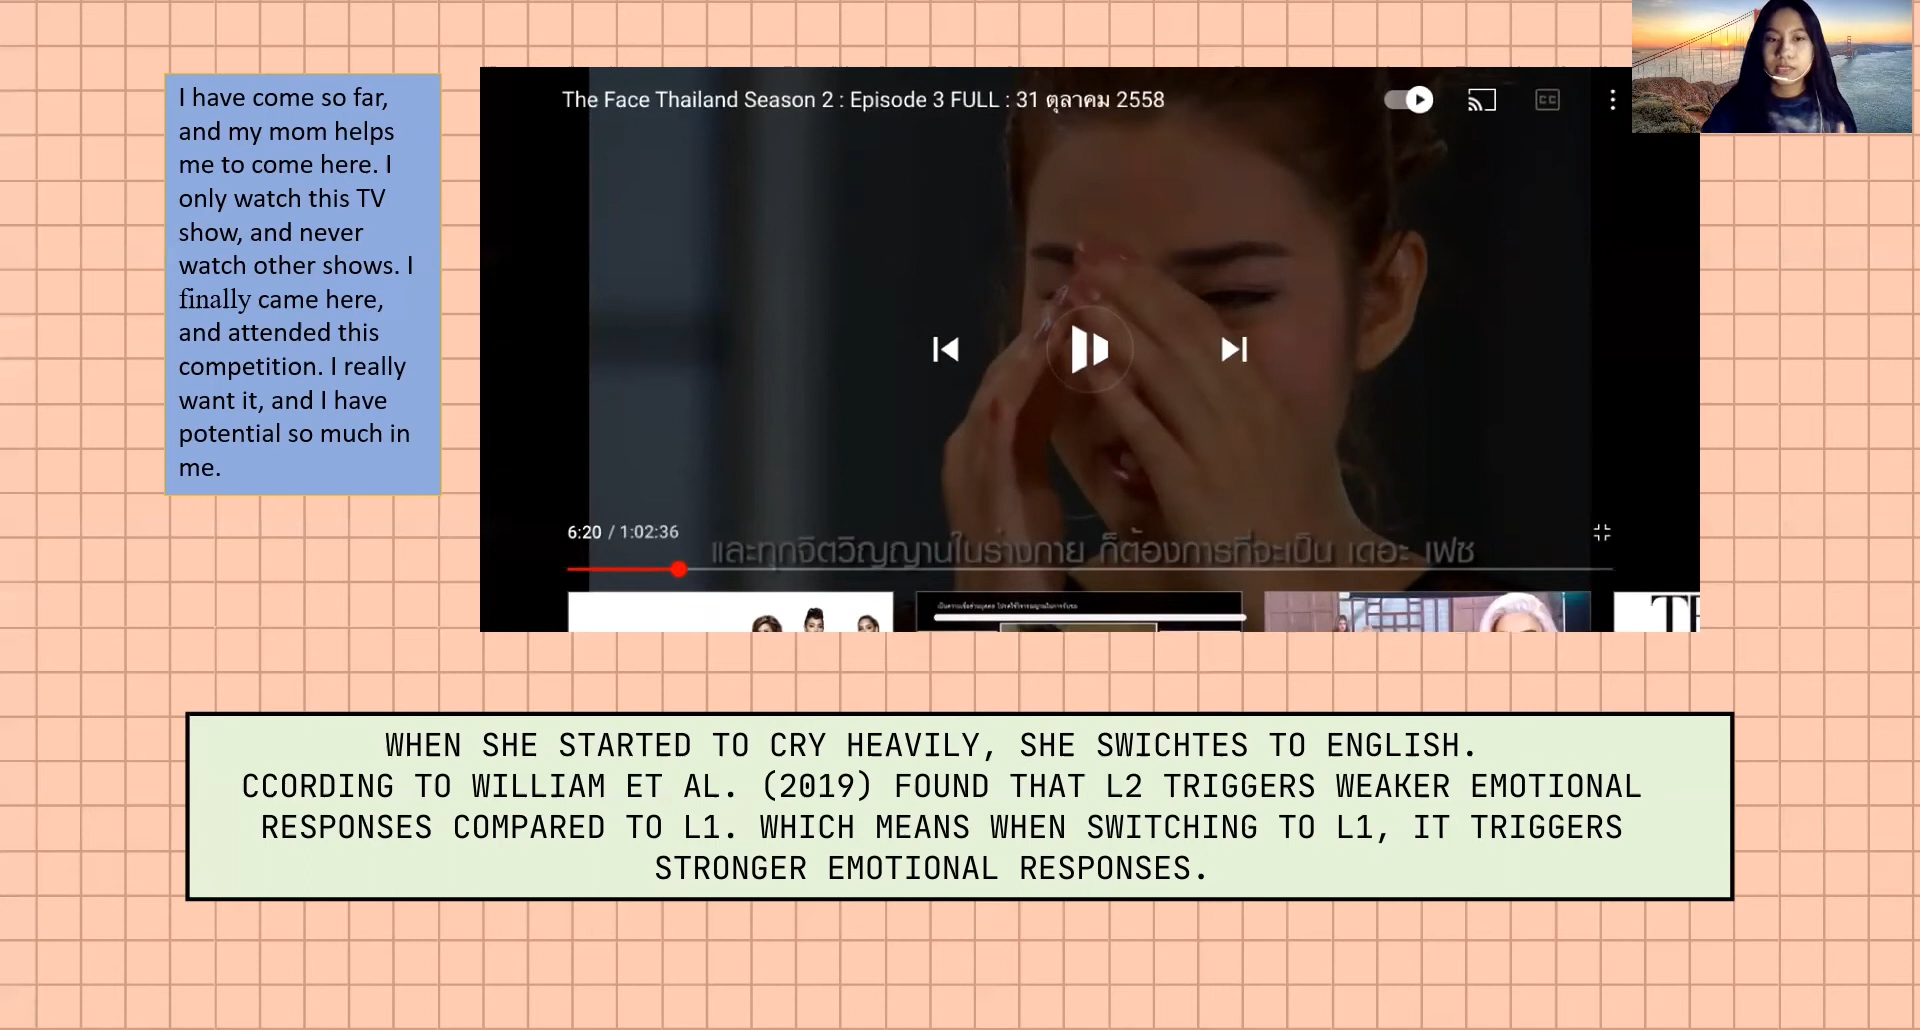 I have come so far,
and my mom helps
me to come here. I
only watch this TV
show, and never
watch other shows. I
finally came here,
and attended this
competition. I really
want it, and I have
potential so much in
me.
The Face Thailand Season 2 : Episode 3 FULL : 31 ตุลาคม 2558
CC
6:20 / 1:02:36
และทุกจิตวิญญานในร่างกาย ก็ต้องการที่จะเป็น เดอะ เฟซ
WHEN SHE STARTED TO CRY HEAVILY, SHE SWICHTES TO ENGLISH.
CCORDING TO WILLIAM ET AL. (2019) FOUND THAT L2 TRIGGERS WEAKER EMOTIONAL
RESPONSES COMPARED TO L1. WHICH MEANS WHEN SWITCHING TO L1, IT TRIGGERS
STRONGER EMOTIONAL RESPONSES.